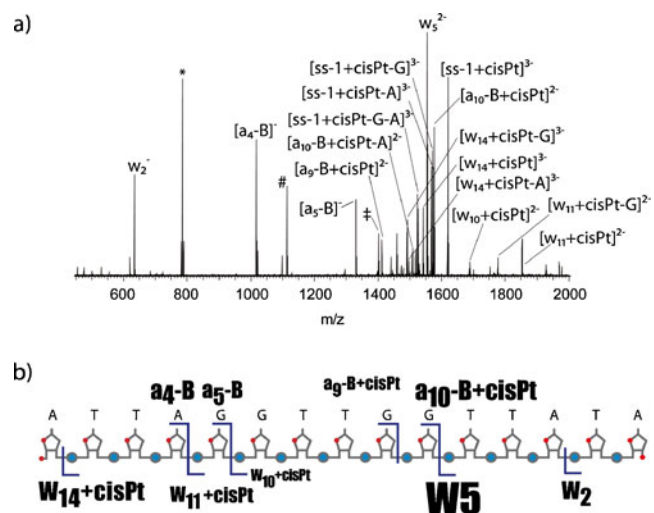 a)
w₅²⁻
*
[ss-1+cisPt-G]³⁻
[ss-1+cisPt]³⁻
[ss-1+cisPt-A]³⁻
[a₁₀-B+cisPt]²⁻
[a₄-B]⁻
[ss-1+cisPt-G-A]³⁻
[w₁₄+cisPt-G]³⁻
w₂⁻
[a₁₀-B+cisPt-A]²⁻
[w₁₄+cisPt]³⁻
#
[a₉-B+cisPt]²⁻
[w₁₄+cisPt-A]³⁻
[a₅-B]⁻
‡
[w₁₀+cisPt]²⁻
[w₁₁+cisPt-G]²⁻
[w₁₁+cisPt]²⁻
600 800 1000 1200 1400 1600 1800 2000
m/z
b)
a₄-B a₅-B a₉-B+cisPt a₁₀-B+cisPt
A T T A G G T T G G T T A T A
W₁₄+cisPt W₁₁+cisPt W₁₀+cisPt W5 W₂